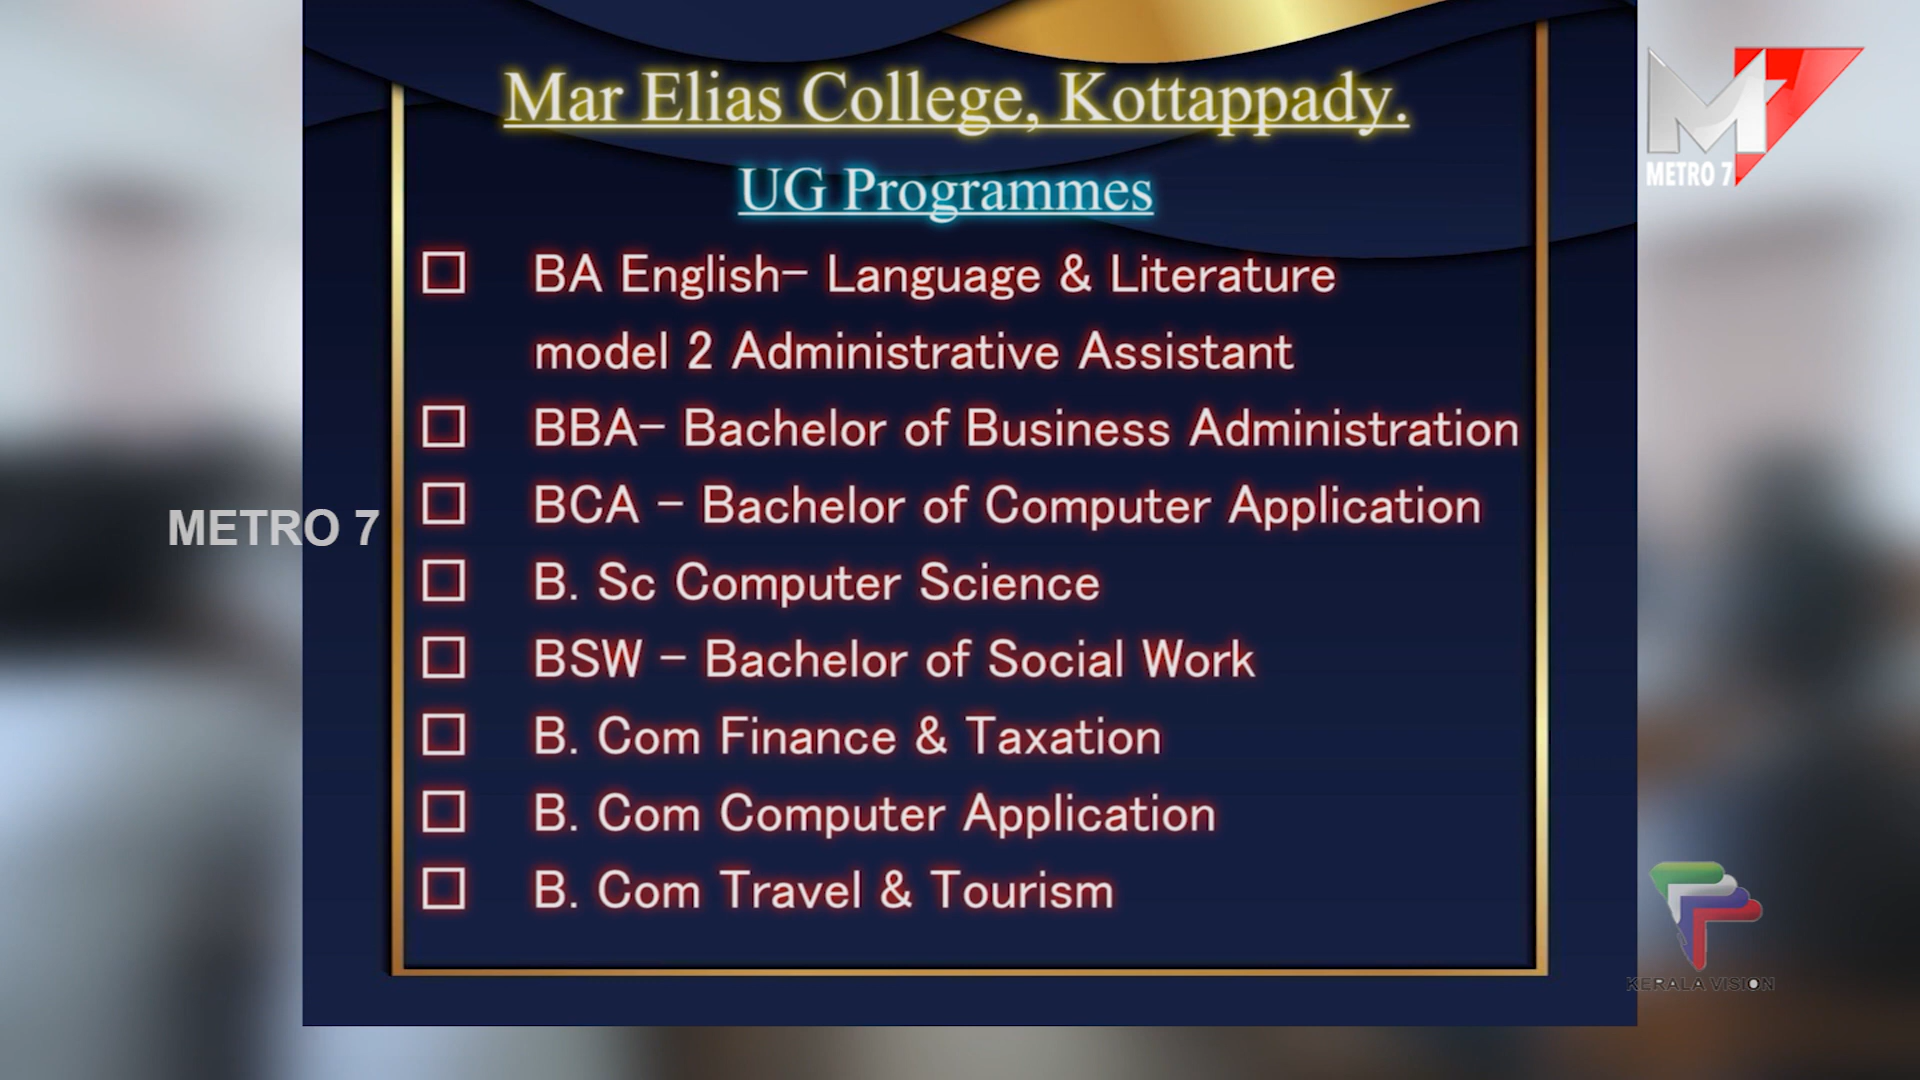 Mar Elias College, Kottappady.
UG Programmes
☐ BA English- Language & Literature
model 2 Administrative Assistant
☐ BBA- Bachelor of Business Administration
☐ BCA - Bachelor of Computer Application
☐ B. Sc Computer Science
☐ BSW - Bachelor of Social Work
☐ B. Com Finance & Taxation
☐ B. Com Computer Application
☐ B. Com Travel & Tourism
METRO 7
M7
METRO 7
KERALA VISION